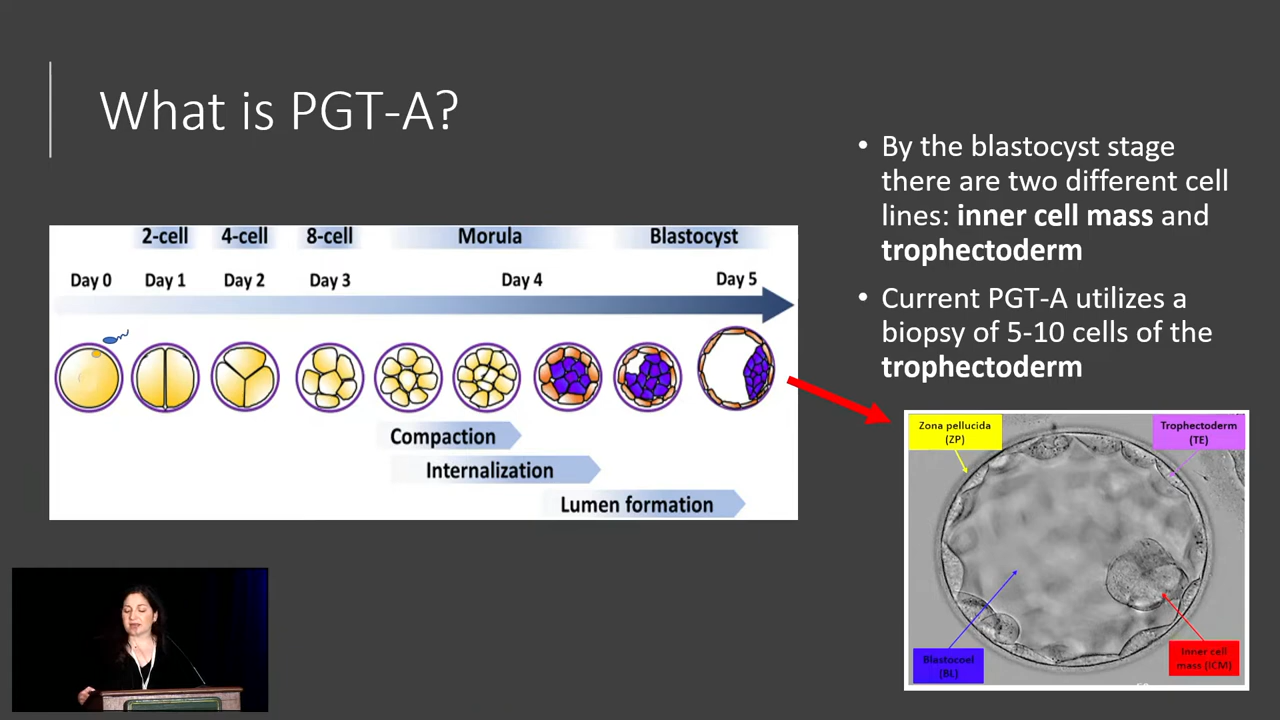 What is PGT-A?
• By the blastocyst stage
there are two different cell
lines: inner cell mass and
trophectoderm
• Current PGT-A utilizes a
biopsy of 5-10 cells of the
trophectoderm
2-cell 4-cell 8-cell Morula Blastocyst
Day 0 Day 1 Day 2 Day 3 Day 4 Day 5
Compaction
Internalization
Lumen formation
Zona pellucida
(ZP)
Trophectoderm
(TE)
Blastocoel
(BL)
Inner cell
mass (ICM)